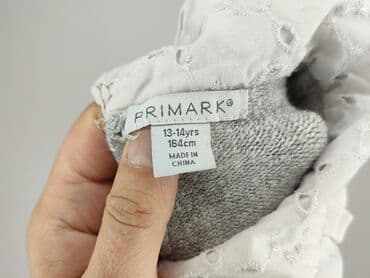 PRIMARK®
13-14yrs
164cm
MADE IN
CHINA